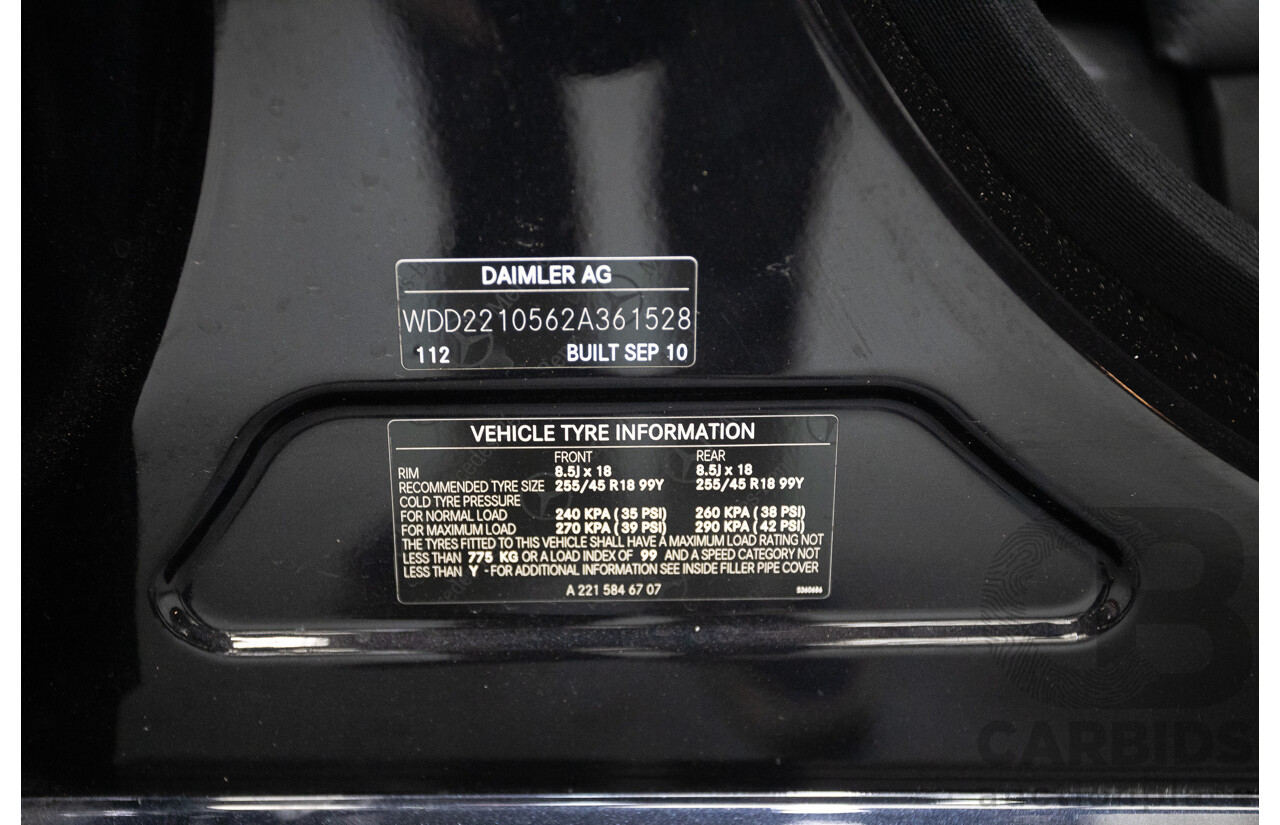 DAIMLER AG
WDD2210562A361528
112 BUILT SEP 10
VEHICLE TYRE INFORMATION
FRONT REAR
RIM 8.5J x 18 8.5J x 18
RECOMMENDED TYRE SIZE 255/45 R18 99Y 255/45 R18 99Y
COLD TYRE PRESSURE
FOR NORMAL LOAD 240 KPA ( 35 PSI) 260 KPA ( 38 PSI)
FOR MAXIMUM LOAD 270 KPA ( 39 PSI) 290 KPA ( 42 PSI)
THE TYRES FITTED TO THIS VEHICLE SHALL HAVE A MAXIMUM LOAD RATING NOT
LESS THAN 775 KG OR A LOAD INDEX OF 99 AND A SPEED CATEGORY NOT
LESS THAN Y - FOR ADDITIONAL INFORMATION SEE INSIDE FILLER PIPE COVER
A 221 584 67 07
CARBIDS